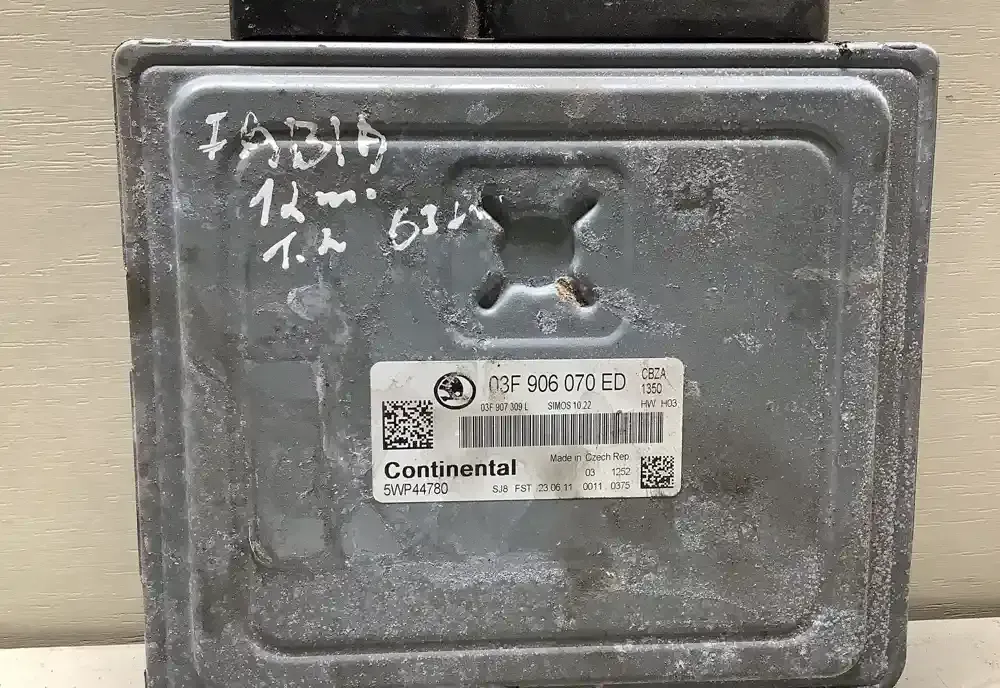 FABIA
12 m
1.2 63
03F 906 070 ED CBZA
1350
03F 907 309 L SIMOS 10.22 HW H03
Made in Czech Rep
Continental 03 1252
5WP44780 SJ8 FST 23 06 11 0011 0375